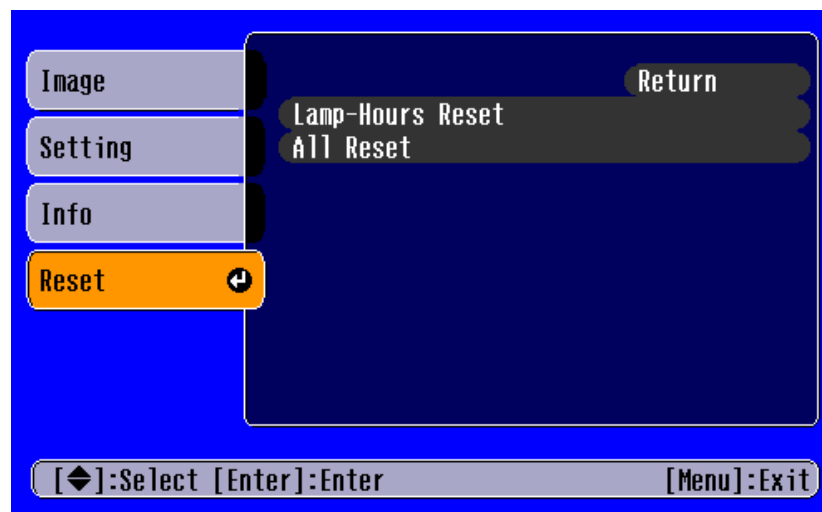 Image
Setting
Info
Reset
Return
Lamp-Hours Reset
All Reset
[◆]:Select [Enter]:Enter
[Menu]:Exit